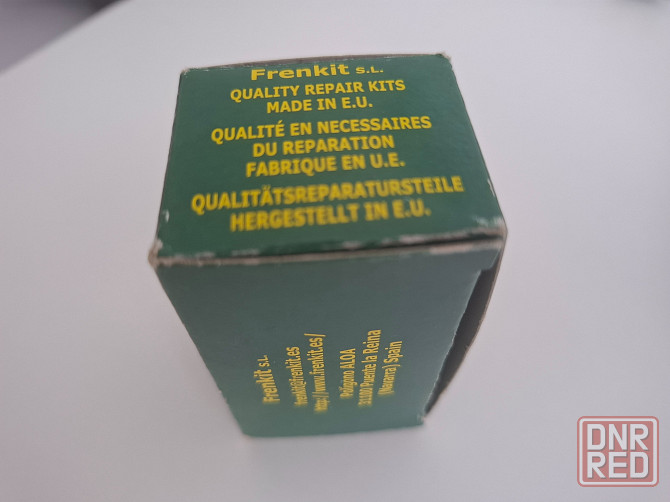 Frenkit S.L.
QUALITY REPAIR KITS
MADE IN E.U.
QUALITÉ EN NECESSAIRES
DU REPARATION
FABRIQUE EN U.E.
QUALITÄTSREPARATURSTEILE
HERGESTELLT IN E.U.
Frenkit S.L.
frenkit@frenkit.es
http://www.frenkit.es/
Polígono ALOA
31100 Puente la Reina
(Navarra) Spain
DNR
RED